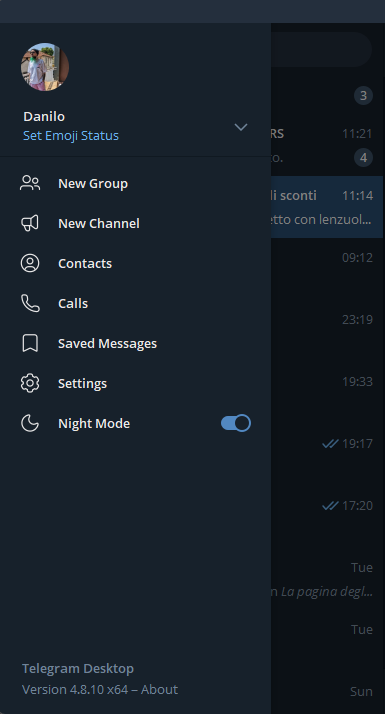 Danilo
Set Emoji Status
New Group
New Channel
Contacts
Calls
Saved Messages
Settings
Night Mode
Telegram Desktop
Version 4.8.10 x64 – About
3
RS 11:21
o. 4
li sconti 11:14
etto con lenzuol...
09:12
23:19
19:33
19:17
17:20
Tue
n La pagina degl...
Tue
Sun